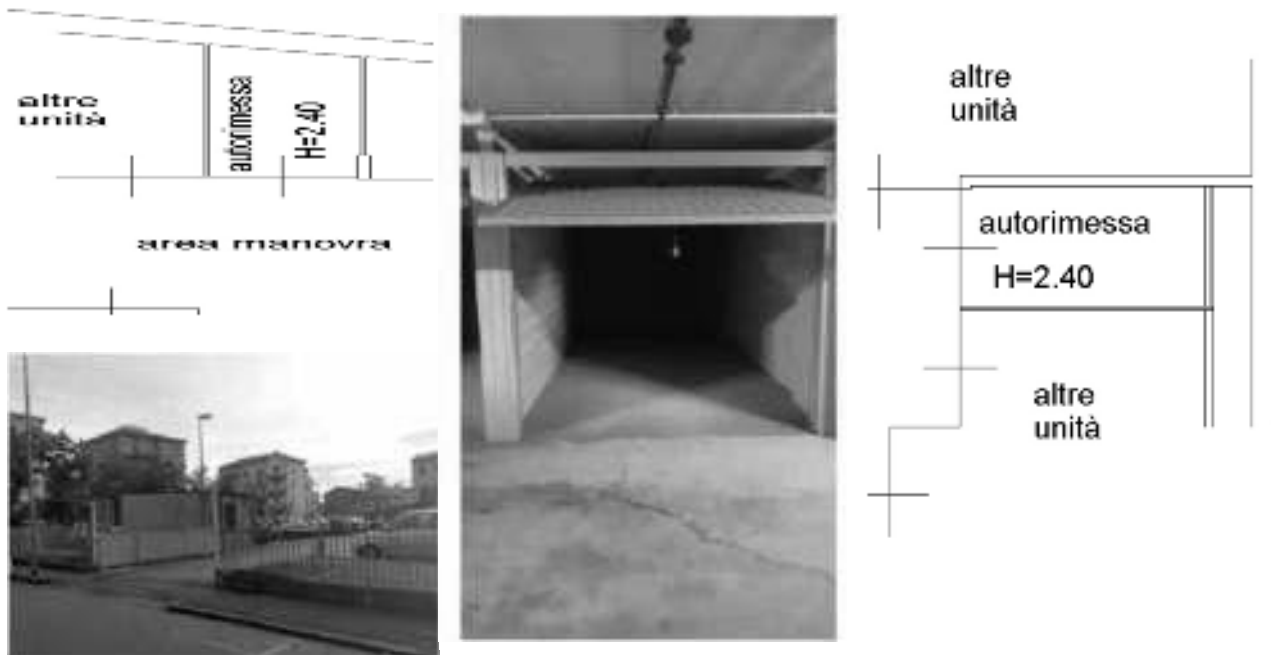 altre
unità
autorimessa
H=2.40
area manovra
altre
unità
autorimessa
H=2.40
altre
unità